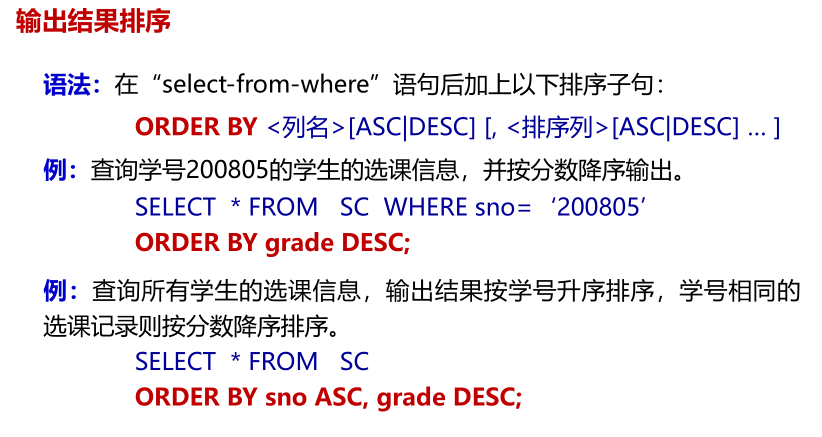 输出结果排序
语法：在“select-from-where”语句后加上以下排序子句：
ORDER BY <列名>[ASC|DESC] [, <排序列>[ASC|DESC] … ]
例：查询学号200805的学生的选课信息，并按分数降序输出。
SELECT * FROM SC WHERE sno=‘200805’
ORDER BY grade DESC;
例：查询所有学生的选课信息，输出结果按学号升序排序，学号相同的
选课记录则按分数降序排序。
SELECT * FROM SC
ORDER BY sno ASC, grade DESC;